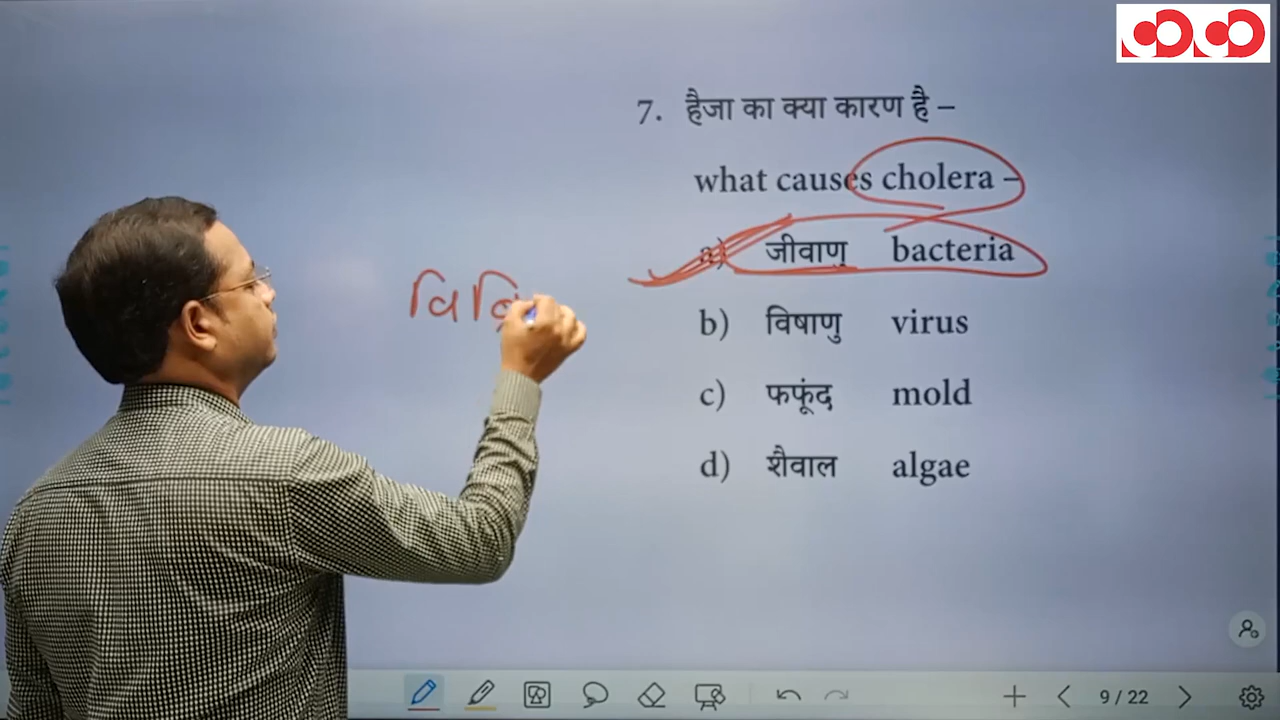 7. हैजा का क्या कारण है –
what causes cholera –
a) जीवाणु bacteria
विब्रि
b) विषाणु virus
c) फफूंद mold
d) शैवाल algae
9 / 22